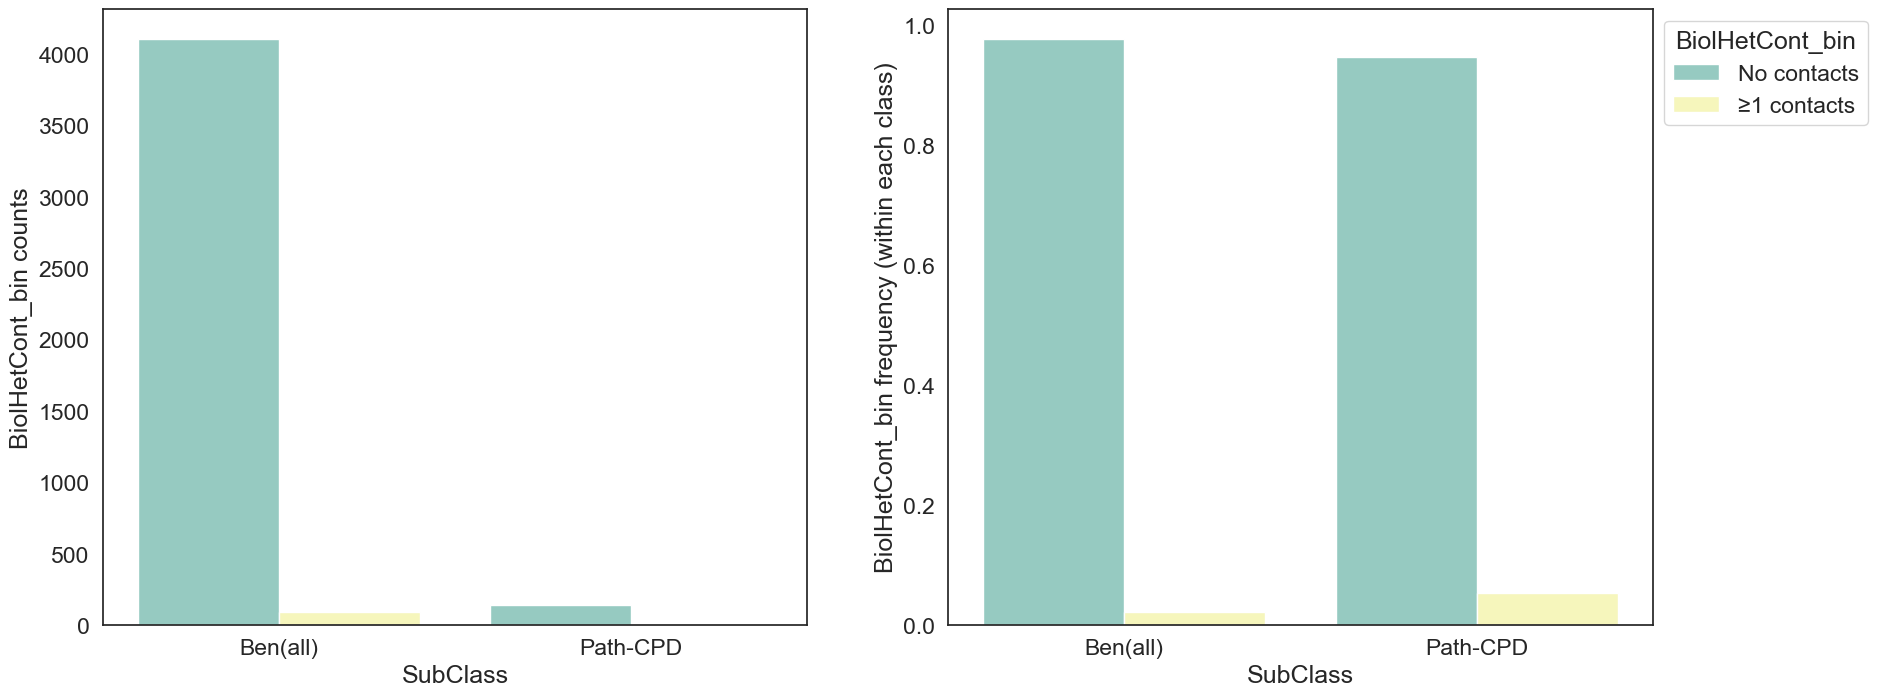 BiolHetCont_bin counts
4000
3500
3000
2500
2000
1500
1000
500
0
Ben(all)
Path-CPD
SubClass
BiolHetCont_bin frequency (within each class)
1.0
0.8
0.6
0.4
0.2
0.0
Ben(all)
Path-CPD
SubClass
BiolHetCont_bin
No contacts
≥1 contacts